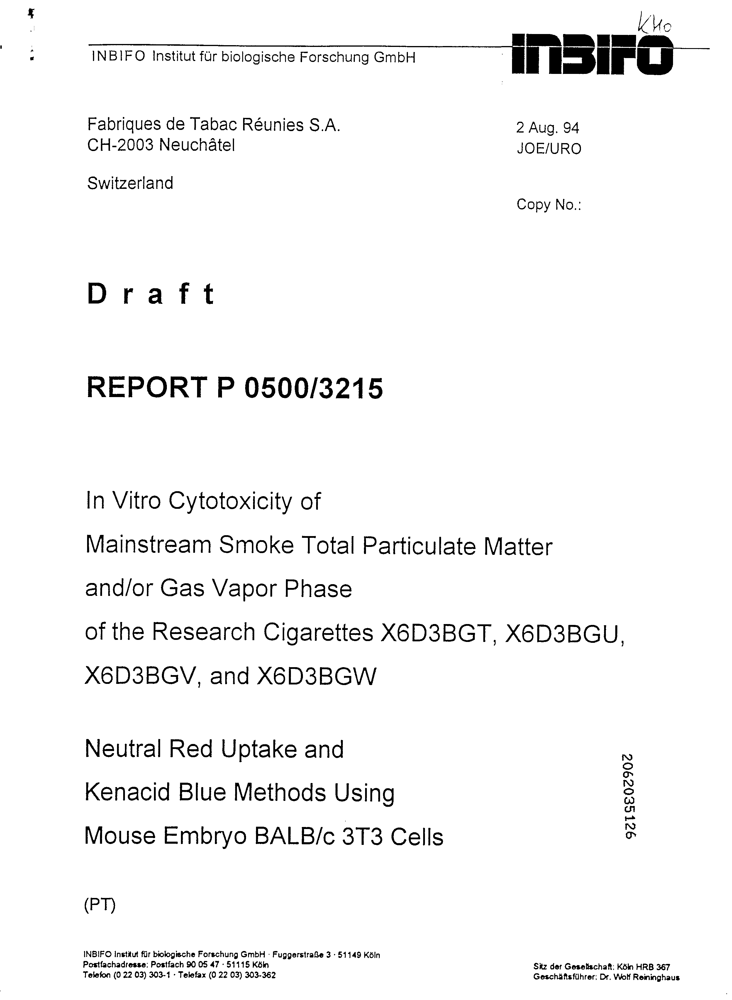 KHo
INBIFO Institut für biologische Forschung GmbH
INBIFO
Fabriques de Tabac Réunies S.A.
CH-2003 Neuchâtel
Switzerland
2 Aug. 94
JOE/URO
Copy No.:
Draft
REPORT P 0500/3215
In Vitro Cytotoxicity of
Mainstream Smoke Total Particulate Matter
and/or Gas Vapor Phase
of the Research Cigarettes X6D3BGT, X6D3BGU,
X6D3BGV, and X6D3BGW
Neutral Red Uptake and
Kenacid Blue Methods Using
Mouse Embryo BALB/c 3T3 Cells
2062035126
(PT)
INBIFO Institut für biologische Forschung GmbH · Fuggerstraße 3 · 51149 Köln
Postfachadresse: Postfach 90 05 47 · 51115 Köln
Telefon (0 22 03) 303-1 · Telefax (0 22 03) 303-362
Sitz der Gesellschaft: Köln HRB 367
Geschäftsführer: Dr. Wolf Reininghaus